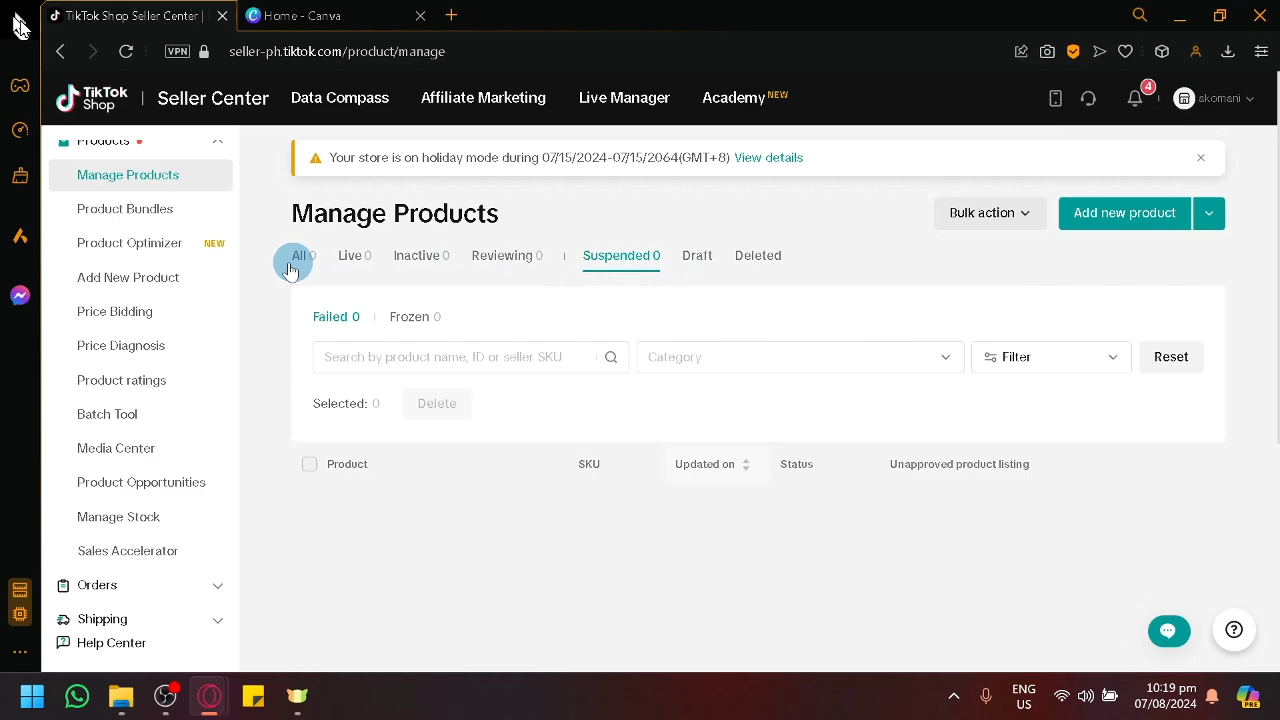 TikTok Shop Seller Center |
Home - Canva
VPN
seller-ph.tiktok.com/product/manage
TikTok Shop | Seller Center
Data Compass
Affiliate Marketing
Live Manager
Academy NEW
4
akomani
Products
Manage Products
Product Bundles
Product Optimizer NEW
Add New Product
Price Bidding
Price Diagnosis
Product ratings
Batch Tool
Media Center
Product Opportunities
Manage Stock
Sales Accelerator
Orders
Shipping
Help Center
Your store is on holiday mode during 07/15/2024-07/15/2064(GMT+8) View details
Manage Products
Bulk action
Add new product
All 0
Live 0
Inactive 0
Reviewing 0
Suspended 0
Draft
Deleted
Failed 0
Frozen 0
Search by product name, ID or seller SKU
Category
Filter
Reset
Selected: 0
Delete
Product
SKU
Updated on
Status
Unapproved product listing
ENG
US
10:19 pm
07/08/2024
PRE